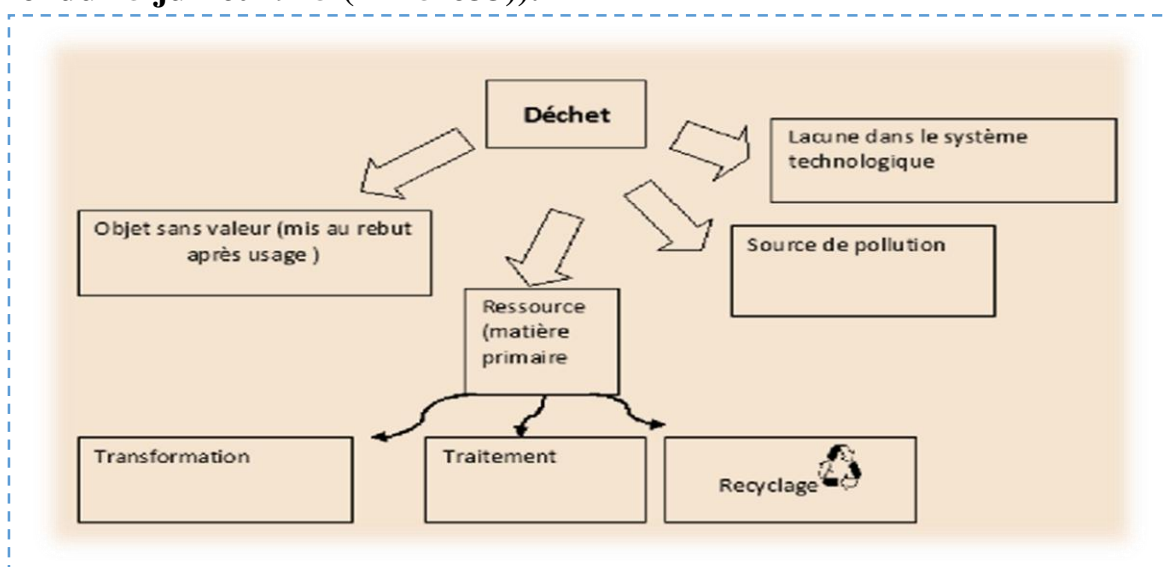 Déchet
Lacune dans le système
technologique
Objet sans valeur (mis au rebut
après usage )
Source de pollution
Ressource
(matière
primaire
Transformation
Traitement
Recyclage